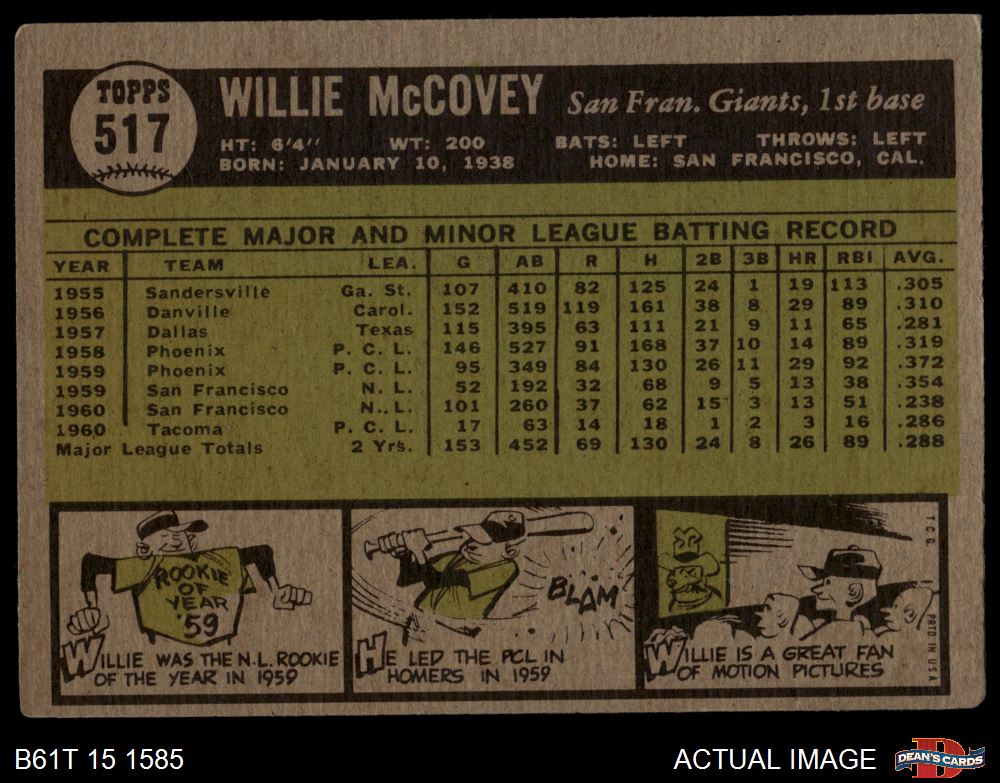 TOPPS
517
WILLIE McCOVEY San Fran. Giants, 1st base
HT: 6'4" WT: 200 BATS: LEFT THROWS: LEFT
BORN: JANUARY 10, 1938 HOME: SAN FRANCISCO, CAL.
COMPLETE MAJOR AND MINOR LEAGUE BATTING RECORD
YEAR TEAM LEA. G AB R H 2B 3B HR RBI AVG.
1955 Sandersville Ga. St. 107 410 82 125 24 1 19 113 .305
1956 Danville Carol. 152 519 119 161 38 8 29 89 .310
1957 Dallas Texas 115 395 63 111 21 9 11 65 .281
1958 Phoenix P. C. L. 146 527 91 168 37 10 14 89 .319
1959 Phoenix P. C. L. 95 349 84 130 26 11 29 92 .372
1959 San Francisco N. L. 52 192 32 68 9 5 13 38 .354
1960 San Francisco N. L. 101 260 37 62 15 3 13 51 .238
1960 Tacoma P. C. L. 17 63 14 18 1 2 3 16 .286
Major League Totals 2 Yrs. 153 452 69 130 24 8 26 89 .288
ROOKIE
OF
YEAR
'59
WILLIE WAS THE N.L. ROOKIE
OF THE YEAR IN 1959
BLAM
HE LED THE PCL IN
HOMERS IN 1959
WILLIE IS A GREAT FAN
OF MOTION PICTURES
T.C.G.
PRTD IN U.S.A
B61T 15 1585
ACTUAL IMAGE
DEAN'S CARDS